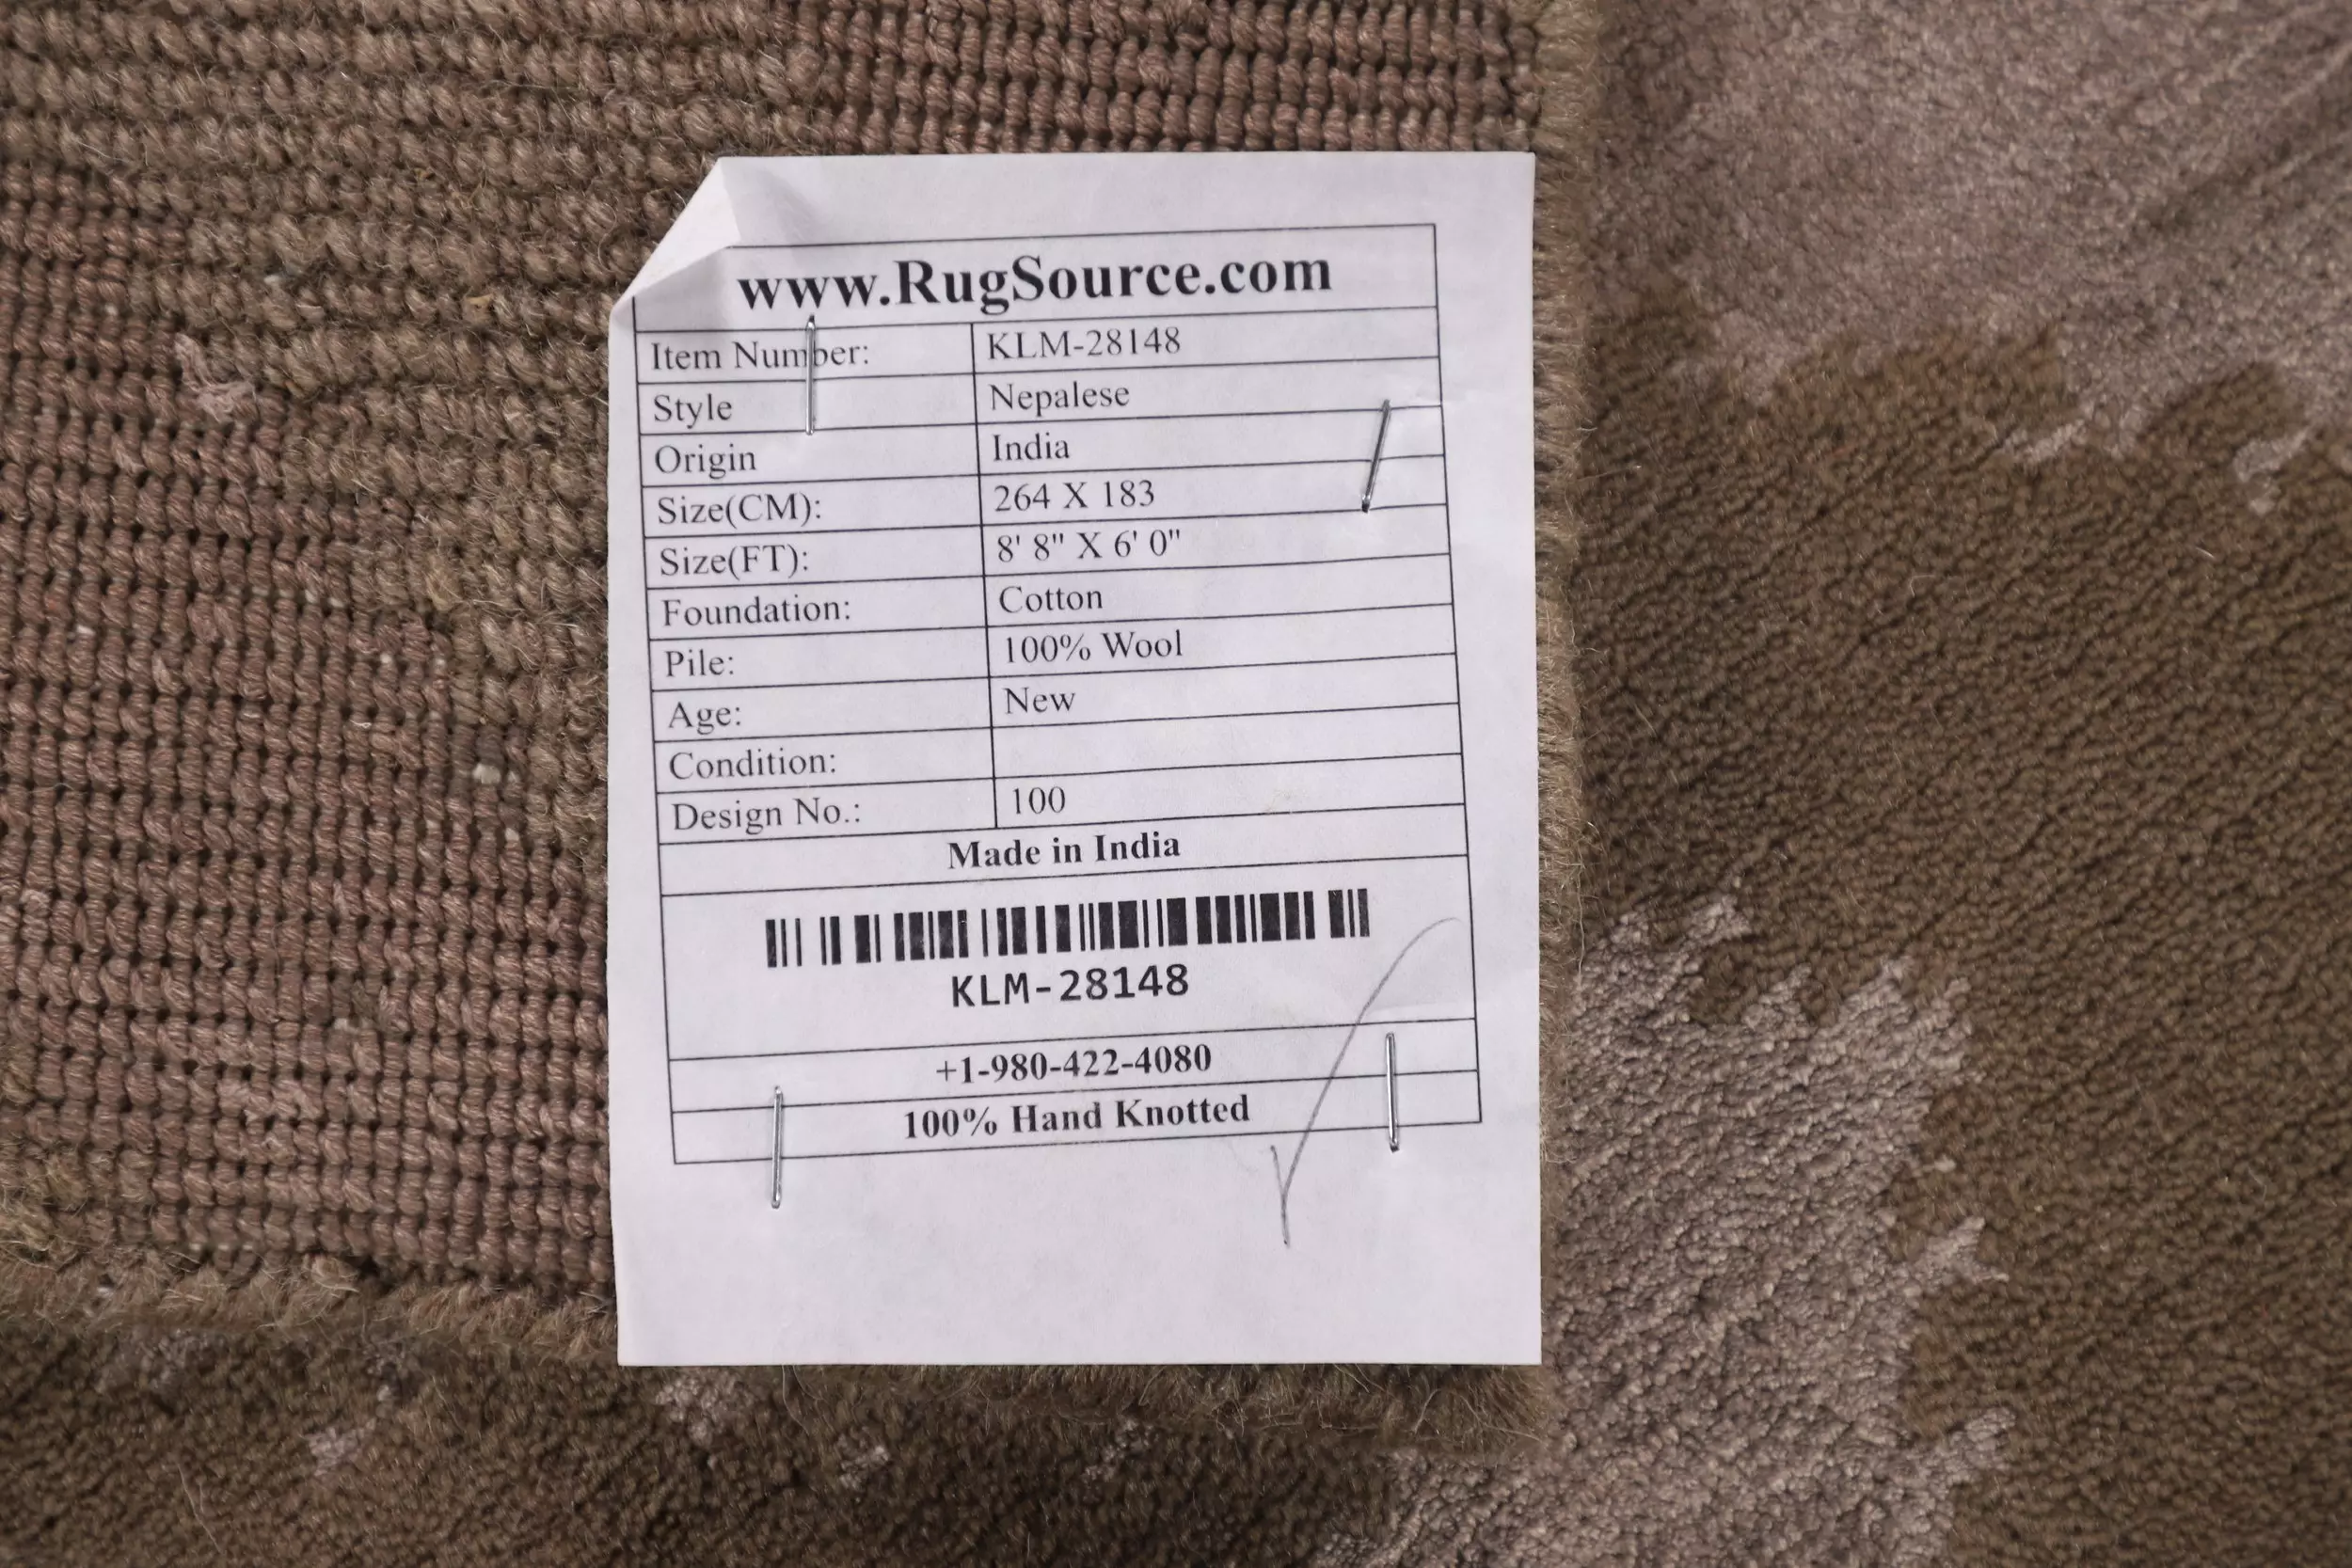 www.RugSource.com
Item Number: KLM-28148
Style Nepalese
Origin India
Size(CM): 264 X 183
Size(FT): 8' 8" X 6' 0"
Foundation: Cotton
Pile: 100% Wool
Age: New
Condition:
Design No.: 100
Made in India
KLM-28148
+1-980-422-4080
100% Hand Knotted